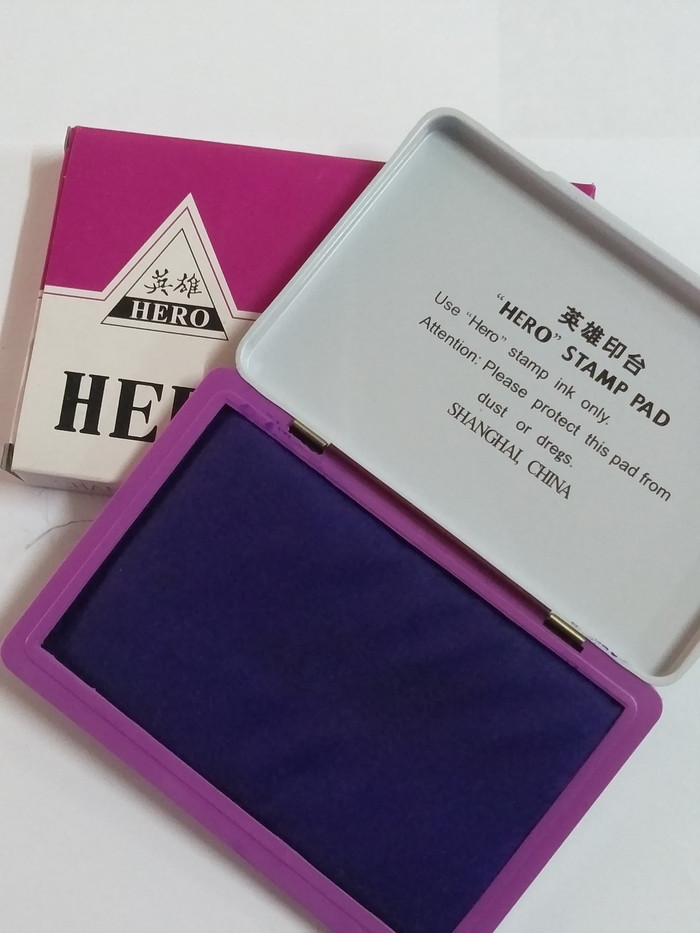 英雄
HERO
HE
英雄印台
“HERO” STAMP PAD
Use “Hero” stamp ink only.
Attention: Please protect this pad from
dust or dregs.
SHANGHAI, CHINA